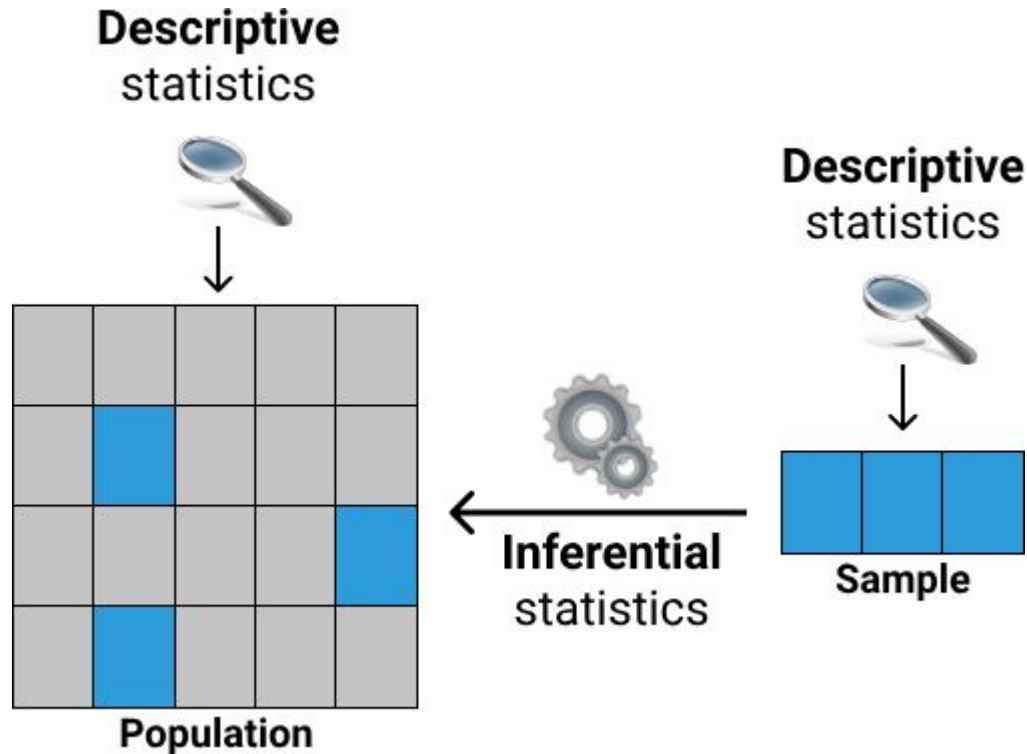 Descriptive
statistics
Descriptive
statistics
Inferential
statistics
Sample
Population